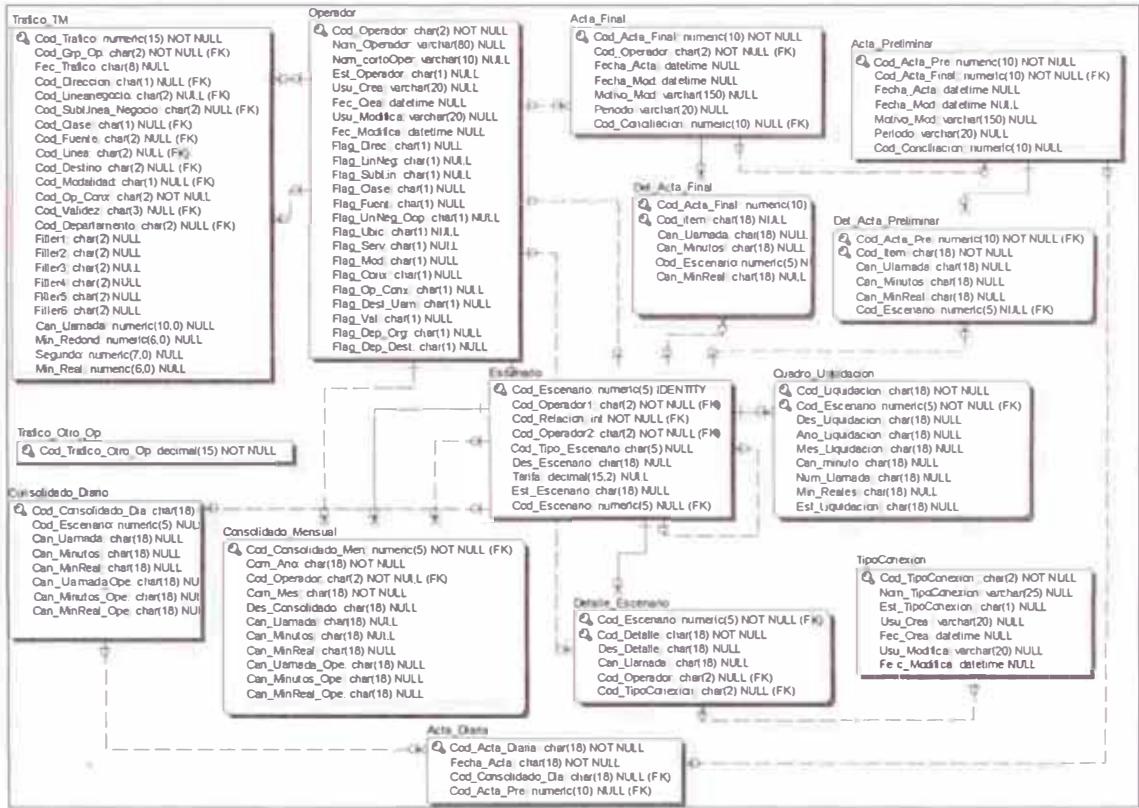 Trafico_TM
Cod_Trafico numeric(15) NOT NULL
Cod_Grp_Op char(2) NOT NULL (FK)
Fec_Trafico char(8) NULL
Cod_Direccion char(1) NULL (FK)
Cod_Lineanegocio char(2) NULL (FK)
Cod_SubLinea_Negocio char(2) NULL (FK)
Cod_Clase char(1) NULL (FK)
Cod_Fuente char(2) NULL (FK)
Cod_Linea char(2) NULL (FK)
Cod_Destino char(2) NULL (FK)
Cod_Modalidad char(1) NULL (FK)
Cod_Op_Conx char(2) NOT NULL
Cod_Validez char(3) NULL (FK)
Cod_Departamento char(2) NULL (FK)
Filler1 char(2) NULL
Filler2 char(2) NULL
Filler3 char(2) NULL
Filler4 char(2) NULL
Filler5 char(2) NULL
Filler6 char(2) NULL
Can_Llamada numeric(10,0) NULL
Min_Redond numeric(6,0) NULL
Segundo numeric(7,0) NULL
Min_Real numeric(6,0) NULL
Operador
Cod_Operador char(2) NOT NULL
Nom_Operador varchar(80) NULL
Nom_cortoOper varchar(10) NULL
Est_Operador char(1) NULL
Usu_Crea varchar(20) NULL
Fec_Crea datetime NULL
Usu_Modifica varchar(20) NULL
Fec_Modifica datetime NULL
Flag_Direc char(1) NULL
Flag_LinNeg char(1) NULL
Flag_SubLin char(1) NULL
Flag_Clase char(1) NULL
Flag_Fuent char(1) NULL
Flag_UnNeg_Oop char(1) NULL
Flag_Ubic char(1) NULL
Flag_Serv char(1) NULL
Flag_Mod char(1) NULL
Flag_Conx char(1) NULL
Flag_Op_Conx char(1) NULL
Flag_Dest_Llam char(1) NULL
Flag_Val char(1) NULL
Flag_Dep_Org char(1) NULL
Flag_Dep_Dest char(1) NULL
Acta_Final
Cod_Acta_Final numeric(10) NOT NULL
Cod_Operador char(2) NOT NULL (FK)
Fecha_Acta datetime NULL
Fecha_Mod datetime NULL
Motivo_Mod varchar(150) NULL
Periodo varchar(20) NULL
Cod_Conciliacion numeric(10) NULL (FK)
Acta_Preliminar
Cod_Acta_Pre numeric(10) NOT NULL
Cod_Acta_Final numeric(10) NOT NULL (FK)
Fecha_Acta datetime NULL
Fecha_Mod datetime NULL
Motivo_Mod varchar(150) NULL
Periodo varchar(20) NULL
Cod_Conciliacion numeric(10) NULL
Det_Acta_Final
Cod_Acta_Final numeric(10)
Cod_item char(18) NULL
Can_Llamada char(18) NULL
Can_Minutos char(18) NULL
Cod_Escenario numeric(5) N
Can_MinReal char(18) NULL
Det_Acta_Preliminar
Cod_Acta_Pre numeric(10) NOT NULL (FK)
Cod_Item char(18) NOT NULL
Can_Llamada char(18) NULL
Can_Minutos char(18) NULL
Can_MinReal char(18) NULL
Cod_Escenario numeric(5) NULL (FK)
Escenario
Cod_Escenario numeric(5) IDENTITY
Cod_Operador1 char(2) NOT NULL (FK)
Cod_Relacion int NOT NULL (FK)
Cod_Operador2 char(2) NOT NULL (FK)
Cod_Tipo_Escenario char(5) NULL
Des_Escenario char(18) NULL
Tarifa decimal(15,2) NULL
Est_Escenario char(18) NULL
Cod_Escenario numeric(5) NULL (FK)
Quadro_Liquidacion
Cod_Liquidacion char(18) NOT NULL
Cod_Escenario numeric(5) NOT NULL (FK)
Des_Liquidacion char(18) NULL
Ano_Liquidacion char(18) NULL
Mes_Liquidacion char(18) NULL
Can_minuto char(18) NULL
Num_Llamada char(18) NULL
Min_Reales char(18) NULL
Est_Liquidacion char(18) NULL
Trafico_Otro_Op
Cod_Trafico_Otro_Op decimal(15) NOT NULL
Consolidado_Diario
Cod_Consolidado_Dia char(18)
Cod_Escenario numeric(5) NUL
Can_Llamada char(18) NULL
Can_Minutos char(18) NULL
Can_MinReal char(18) NULL
Can_LlamadaOpe char(18) NU
Can_Minutos_Ope char(18) NUL
Can_MinReal_Ope char(18) NUL
Consolidado_Mensual
Cod_Consolidado_Men numeric(5) NOT NULL (FK)
Com_Ano char(18) NOT NULL
Cod_Operador char(2) NOT NULL (FK)
Com_Mes char(18) NOT NULL
Des_Consolidado char(18) NULL
Can_Llamada char(18) NULL
Can_Minutos char(18) NULL
Can_MinReal char(18) NULL
Can_Llamada_Ope char(18) NULL
Can_Minutos_Ope char(18) NULL
Can_MinReal_Ope char(18) NULL
Detalle_Escenario
Cod_Escenario numeric(5) NOT NULL (FK)
Cod_Detalle char(18) NOT NULL
Des_Detalle char(18) NULL
Can_Llamada char(18) NULL
Cod_Operador char(2) NULL (FK)
Cod_TipoConexion char(2) NULL (FK)
TipoConexion
Cod_TipoConexion char(2) NOT NULL
Nom_TipoConexion varchar(25) NULL
Est_TipoConexion char(1) NULL
Usu_Crea varchar(20) NULL
Fec_Crea datetime NULL
Usu_Modifica varchar(20) NULL
Fec_Modifica datetime NULL
Acta_Diaria
Cod_Acta_Diaria char(18) NOT NULL
Fecha_Acta char(18) NOT NULL
Cod_Consolidado_Dia char(18) NULL (FK)
Cod_Acta_Pre numeric(10) NULL (FK)